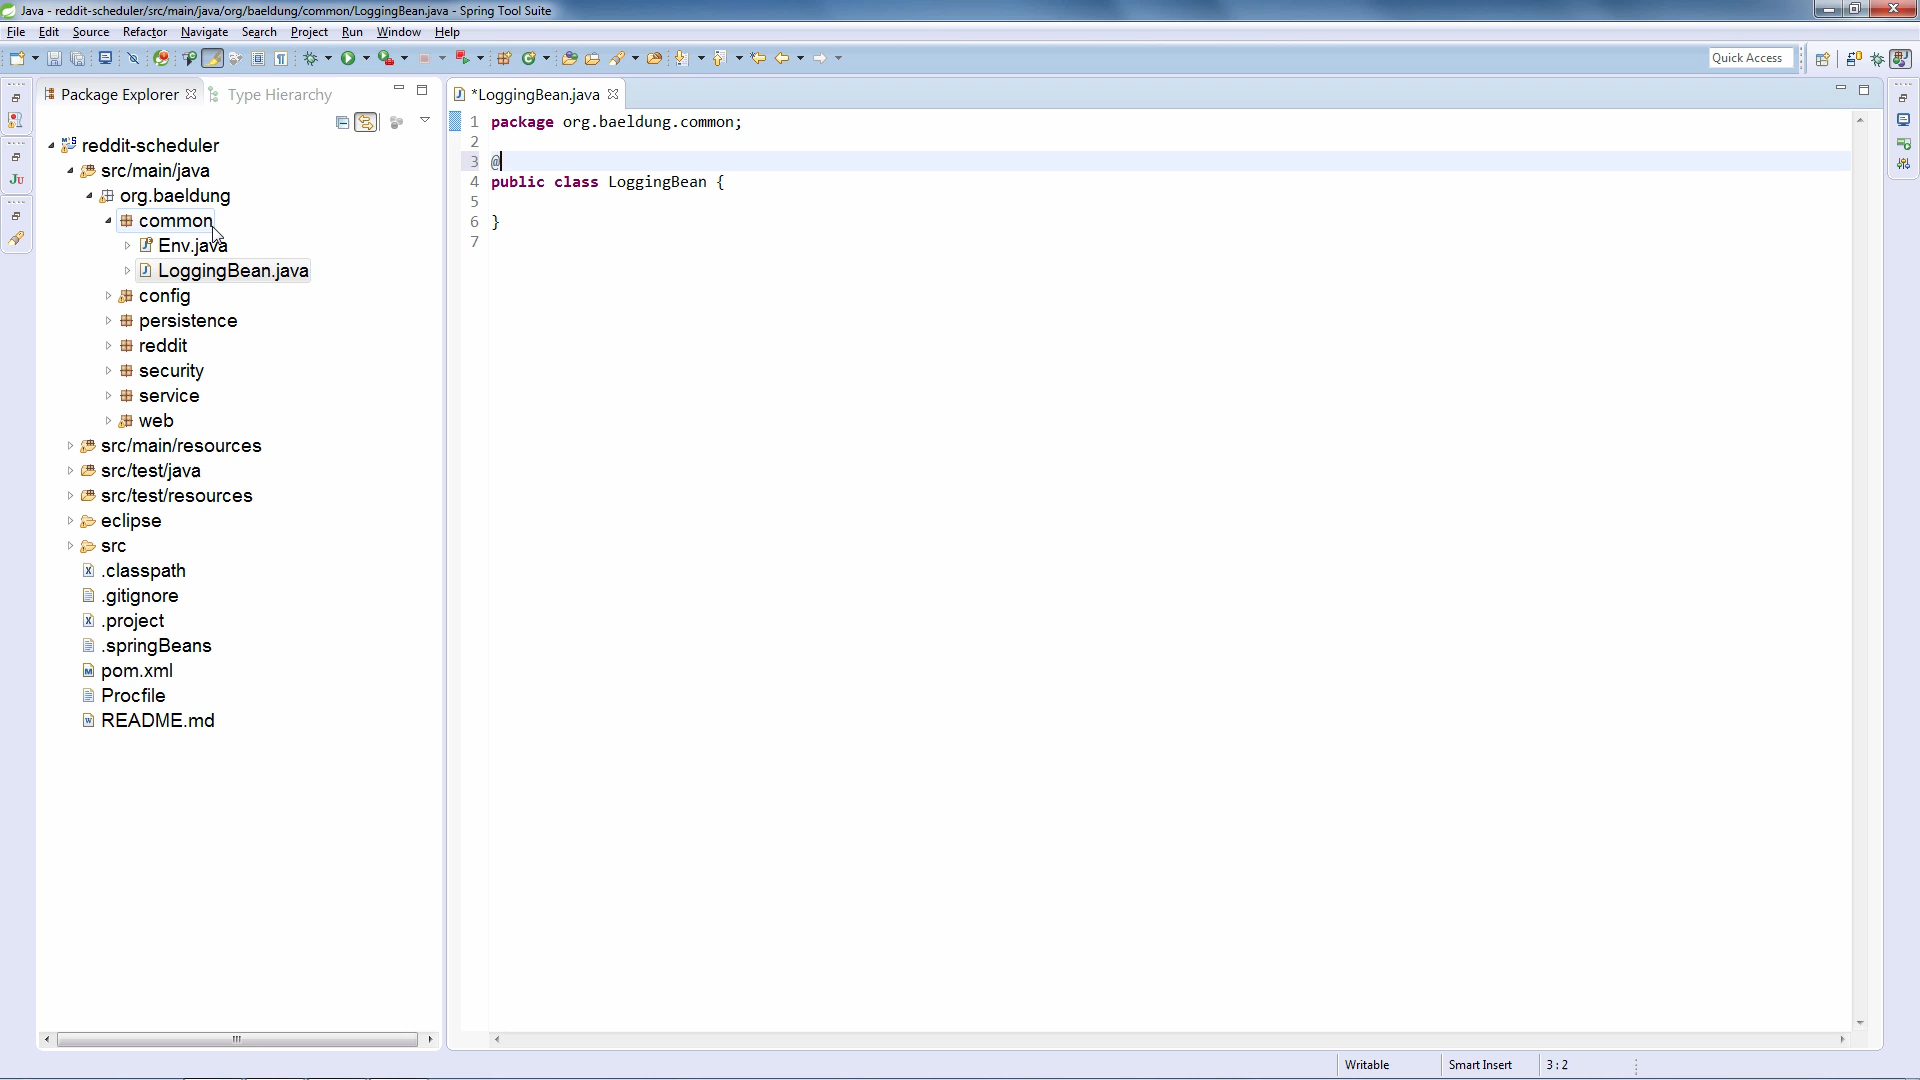 Java - reddit-scheduler/src/main/java/org/baeldung/common/LoggingBean.java - Spring Tool Suite
File Edit Source Refactor Navigate Search Project Run Window Help
Quick Access
Package Explorer Type Hierarchy
reddit-scheduler
src/main/java
org.baeldung
common
Env.java
LoggingBean.java
config
persistence
reddit
security
service
web
src/main/resources
src/test/java
src/test/resources
eclipse
src
.classpath
.gitignore
.project
.springBeans
pom.xml
Procfile
README.md
JU
*LoggingBean.java
1 package org.baeldung.common;
2
3 @
4 public class LoggingBean {
5
6 }
7
Writable Smart Insert 3 : 2